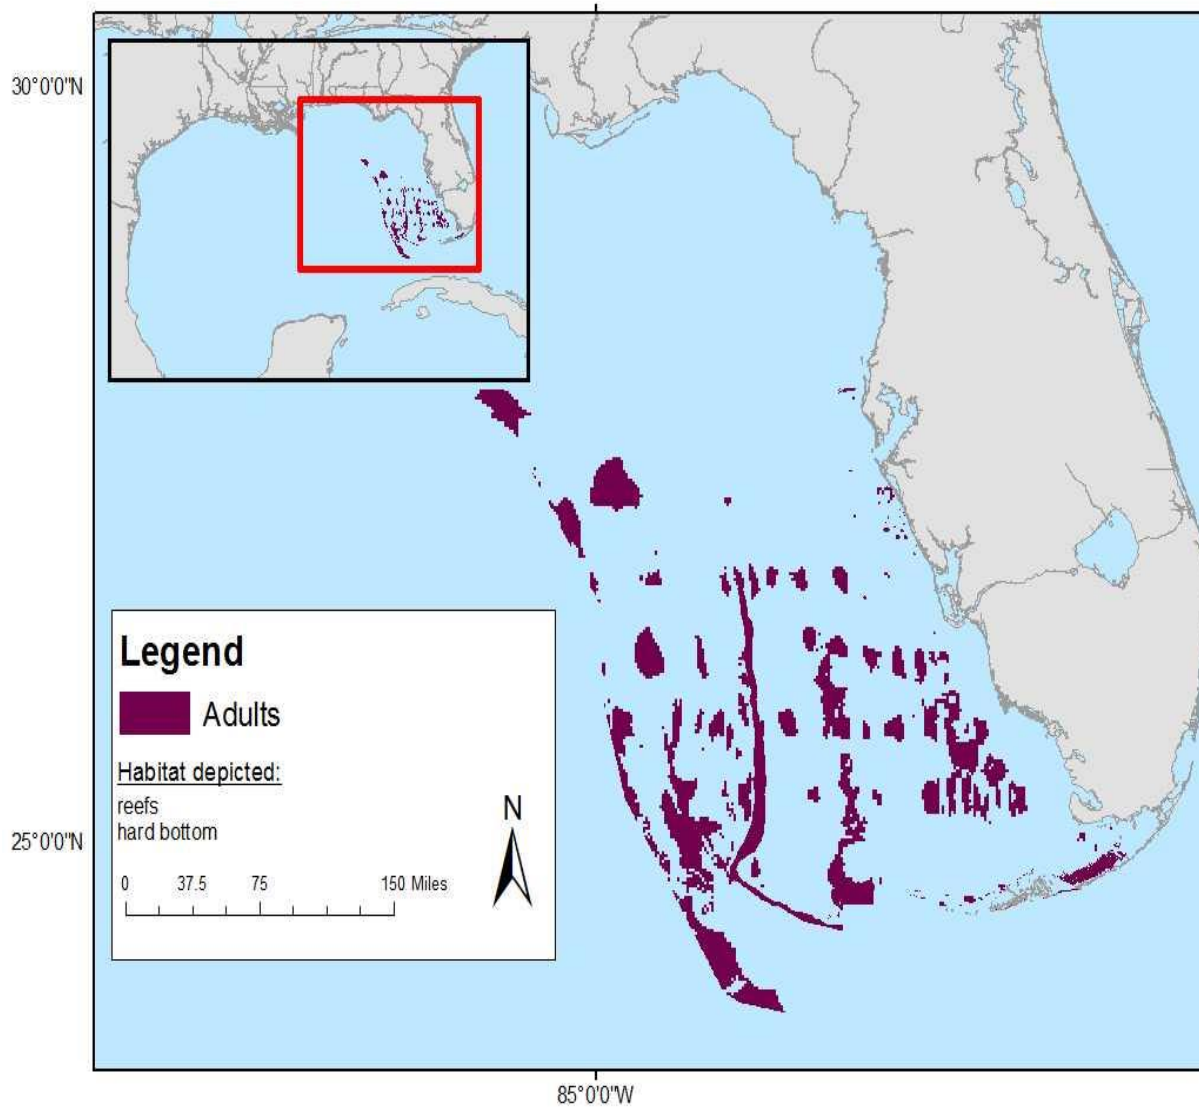 30°0'0"N
Legend
Adults
Habitat depicted:
reefs
hard bottom
N
25°0'0"N
0 37.5 75 150 Miles
85°0'0"W